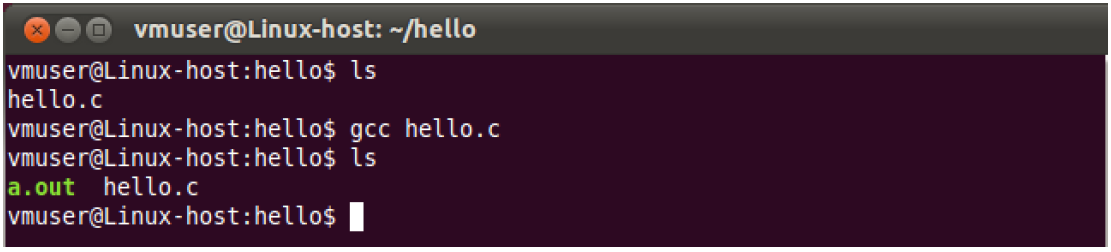 vmuser@Linux-host: ~/hello
vmuser@Linux-host:hello$ ls
hello.c
vmuser@Linux-host:hello$ gcc hello.c
vmuser@Linux-host:hello$ ls
a.out  hello.c
vmuser@Linux-host:hello$